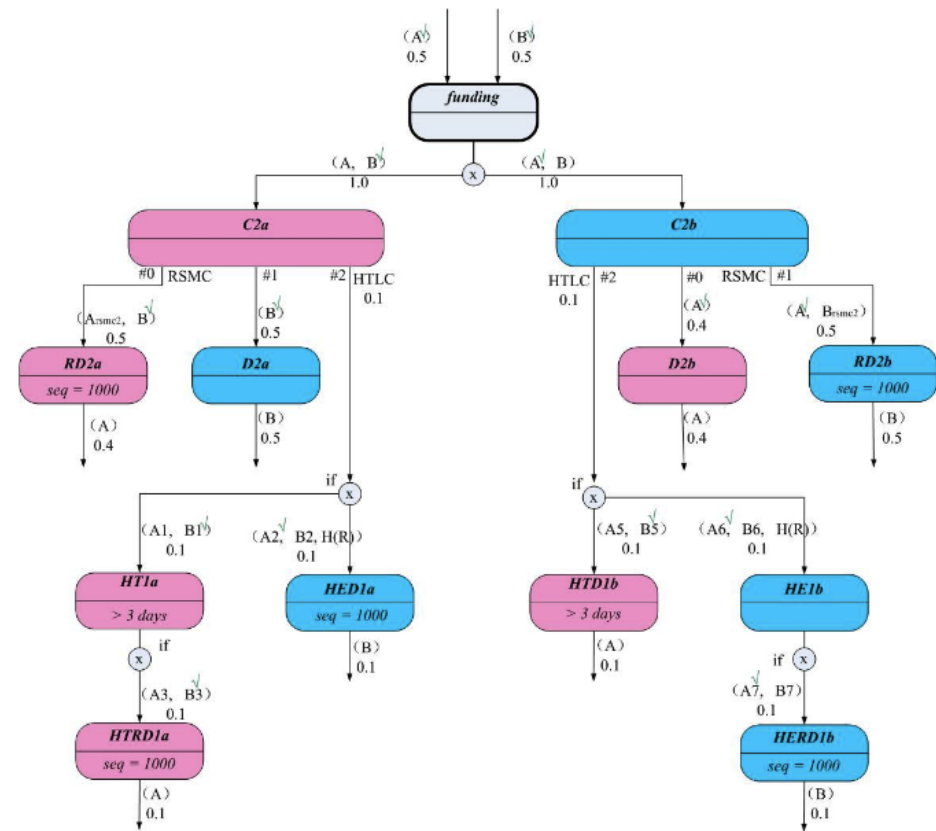 (A) (B)
0.5 0.5
funding
(A, B) (A, B)
x
1.0 1.0
C2a C2b
#0 RSMC #1 #2 HTLC HTLC #2 #0 RSMC #1
0.1 0.1
(Arsmc2, B) (B) (A) (A, Brsmc2)
0.5 0.5 0.4 0.5
RD2a D2a D2b RD2b
seq = 1000 seq = 1000
(A) (B) (A) (B)
0.4 0.5 0.4 0.5
if x if x
(A1, B1) (A2, B2, H(R)) (A5, B5) (A6, B6, H(R))
0.1 0.1 0.1 0.1
HT1a HED1a HTD1b HE1b
> 3 days seq = 1000 > 3 days
if (B) (A) if
x 0.1 0.1 x
(A3, B3) (A7, B7)
0.1 0.1
HTRD1a HERD1b
seq = 1000 seq = 1000
(A) (B)
0.1 0.1